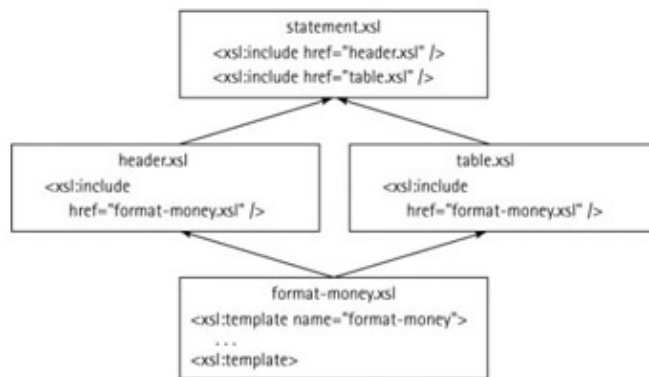 statement.xsl
<xsl:include href="header.xsl" />
<xsl:include href="table.xsl" />
header.xsl
<xsl:include
href="format-money.xsl" />
table.xsl
<xsl:include
href="format-money.xsl" />
format-money.xsl
<xsl:template name="format-money">
...
<xsl:template>